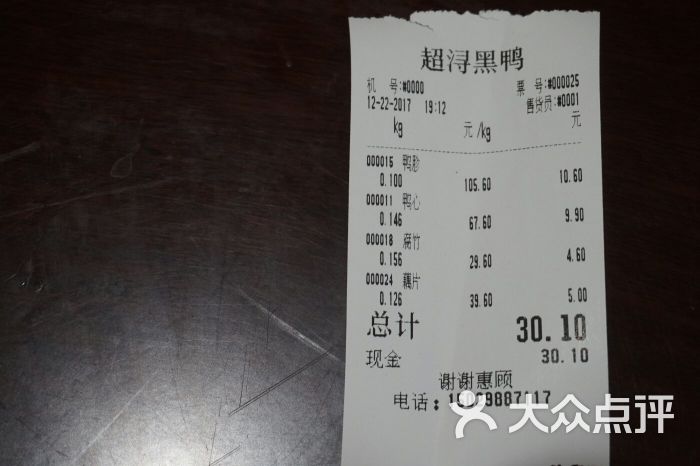 超浔黑鸭
机 号:#0000 票 号:#000025
12-22-2017 19:12 售货员:#0001
kg 元/kg 元
000015 鸭胗
0.100 105.60 10.60
000011 鸭心
0.146 67.60 9.90
000018 腐竹
0.156 29.60 4.60
000024 藕片
0.126 39.60 5.00
总计 30.10
现金 30.10
谢谢惠顾
电话:
大众点评